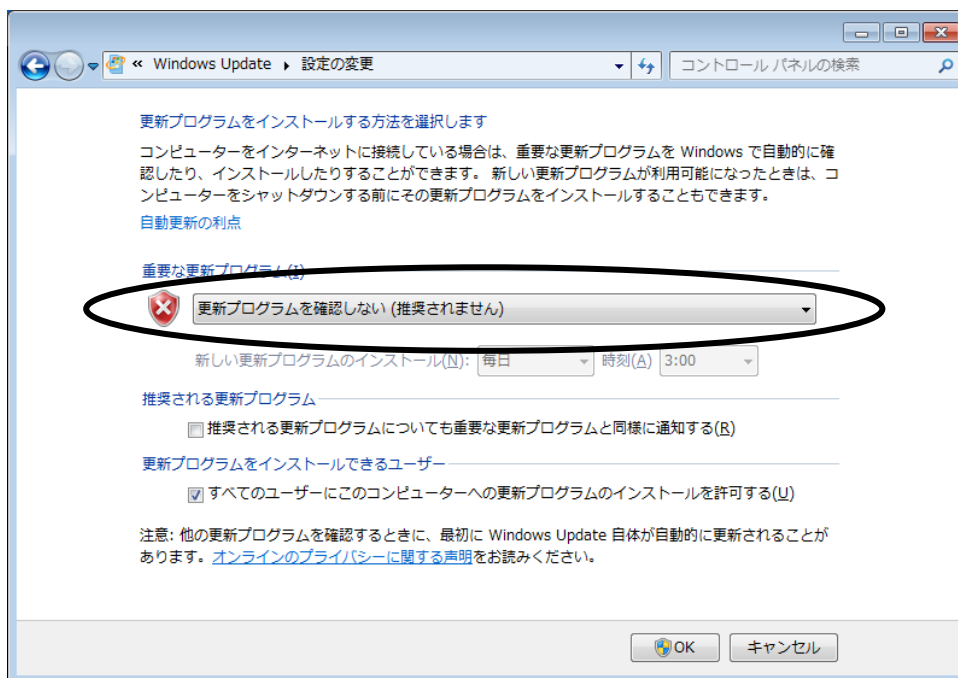 « Windows Update ▸ 設定の変更
コントロール パネルの検索
更新プログラムをインストールする方法を選択します
コンピューターをインターネットに接続している場合は、重要な更新プログラムを Windows で自動的に確
認したり、インストールしたりすることができます。 新しい更新プログラムが利用可能になったときは、コ
ンピューターをシャットダウンする前にその更新プログラムをインストールすることもできます。
自動更新の利点
重要な更新プログラム(I)
更新プログラムを確認しない (推奨されません)
新しい更新プログラムのインストール(N): 毎日 時刻(A) 3:00
推奨される更新プログラム
推奨される更新プログラムについても重要な更新プログラムと同様に通知する(R)
更新プログラムをインストールできるユーザー
すべてのユーザーにこのコンピューターへの更新プログラムのインストールを許可する(U)
注意: 他の更新プログラムを確認するときに、最初に Windows Update 自体が自動的に更新されることが
あります。オンラインのプライバシーに関する声明をお読みください。
OK キャンセル